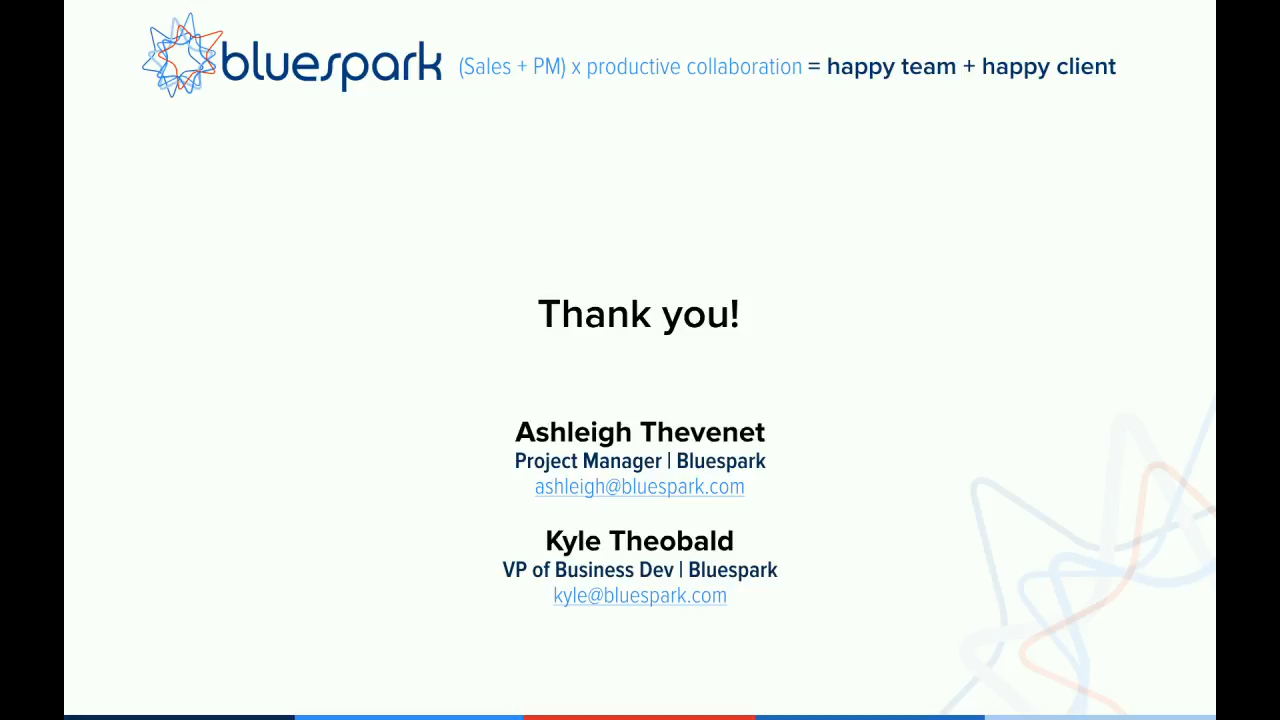 bluespark (Sales + PM) x productive collaboration = happy team + happy client
Thank you!
Ashleigh Thevenet
Project Manager | Bluespark
ashleigh@bluespark.com
Kyle Theobald
VP of Business Dev | Bluespark
kyle@bluespark.com